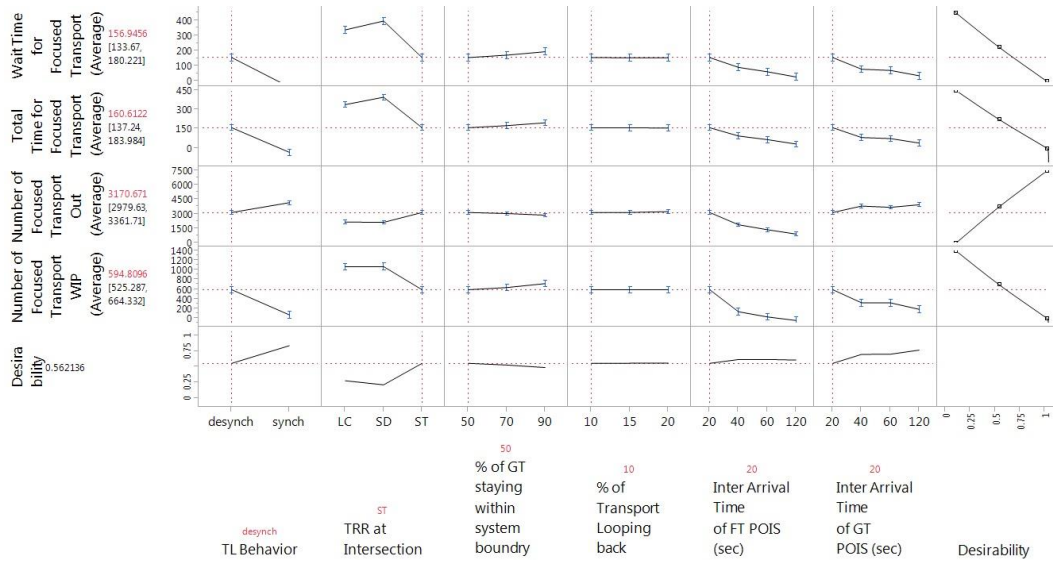 Wait Time
for
Focused
Transport
(Average)
156.9456
[133.67,
180.221]
400
300
200
100
0
Total
Time for
Focused
Transport
(Average)
160.6122
[137.24,
183.984]
450
300
150
0
Number of
Focused
Transport
Out
(Average)
3170.671
[2979.63,
3361.71]
7500
6000
4500
3000
1500
0
Number of
Focused
Transport
WIP
(Average)
594.8096
[525.287,
664.332]
1400
1200
1000
800
600
400
200
0
Desira
bility
0.562136
1
0.75
0.25
0
desynch synch LC SD ST 50 70 90 10 15 20 20 40 60 120 20 40 60 120 0 0.25 0.5 0.75 1
desynch
TL Behavior
ST
TRR at
Intersection
50
% of GT
staying
within
system
boundry
10
% of
Transport
Looping
back
20
Inter Arrival
Time
of FT POIS
(sec)
20
Inter Arrival
Time
of GT
POIS (sec)
Desirability